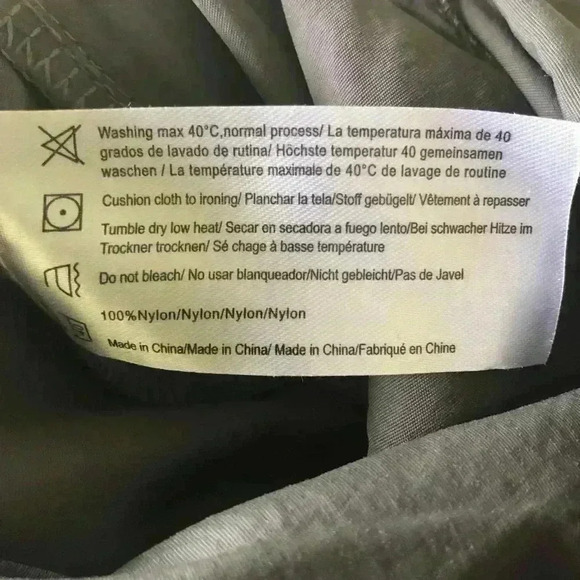 Washing max 40°C,normal process/ La temperatura máxima de 40
grados de lavado de rutina/ Höchste temperatur 40 gemeinsamen
waschen / La température maximale de 40°C de lavage de routine
Cushion cloth to ironing/ Planchar la tela/Stoff gebügelt/ Vêtement à repasser
Tumble dry low heat/ Secar en secadora a fuego lento/Bei schwacher Hitze im
Trockner trocknen/ Sé chage à basse température
Do not bleach/ No usar blanqueador/Nicht gebleicht/Pas de Javel
100%Nylon/Nylon/Nylon/Nylon
Made in China/Made in China/ Made in China/Fabriqué en Chine